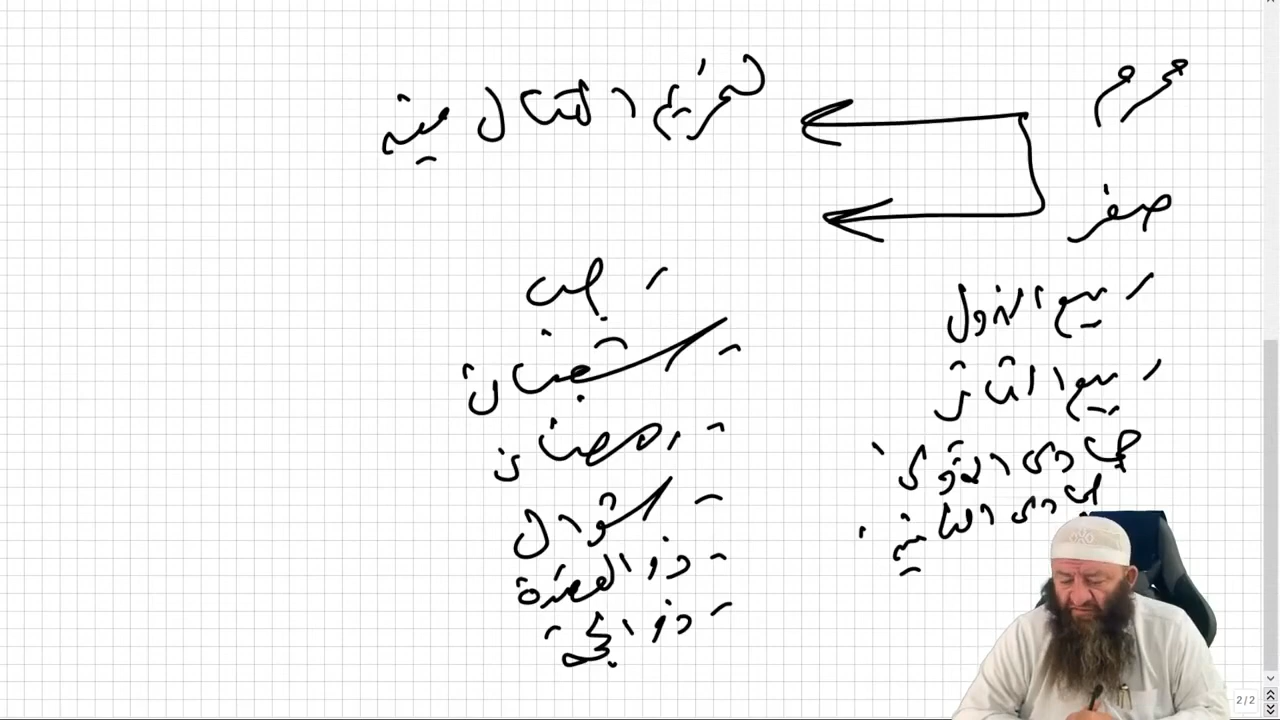 محرم
تحريم القتال فيه
صفر
ربيع الأول
ربيع الثاني
جمادى الأولى
جمادى الثانية
رجب
شعبان
رمضان
شوال
ذو القعدة
ذو الحجة
2/2